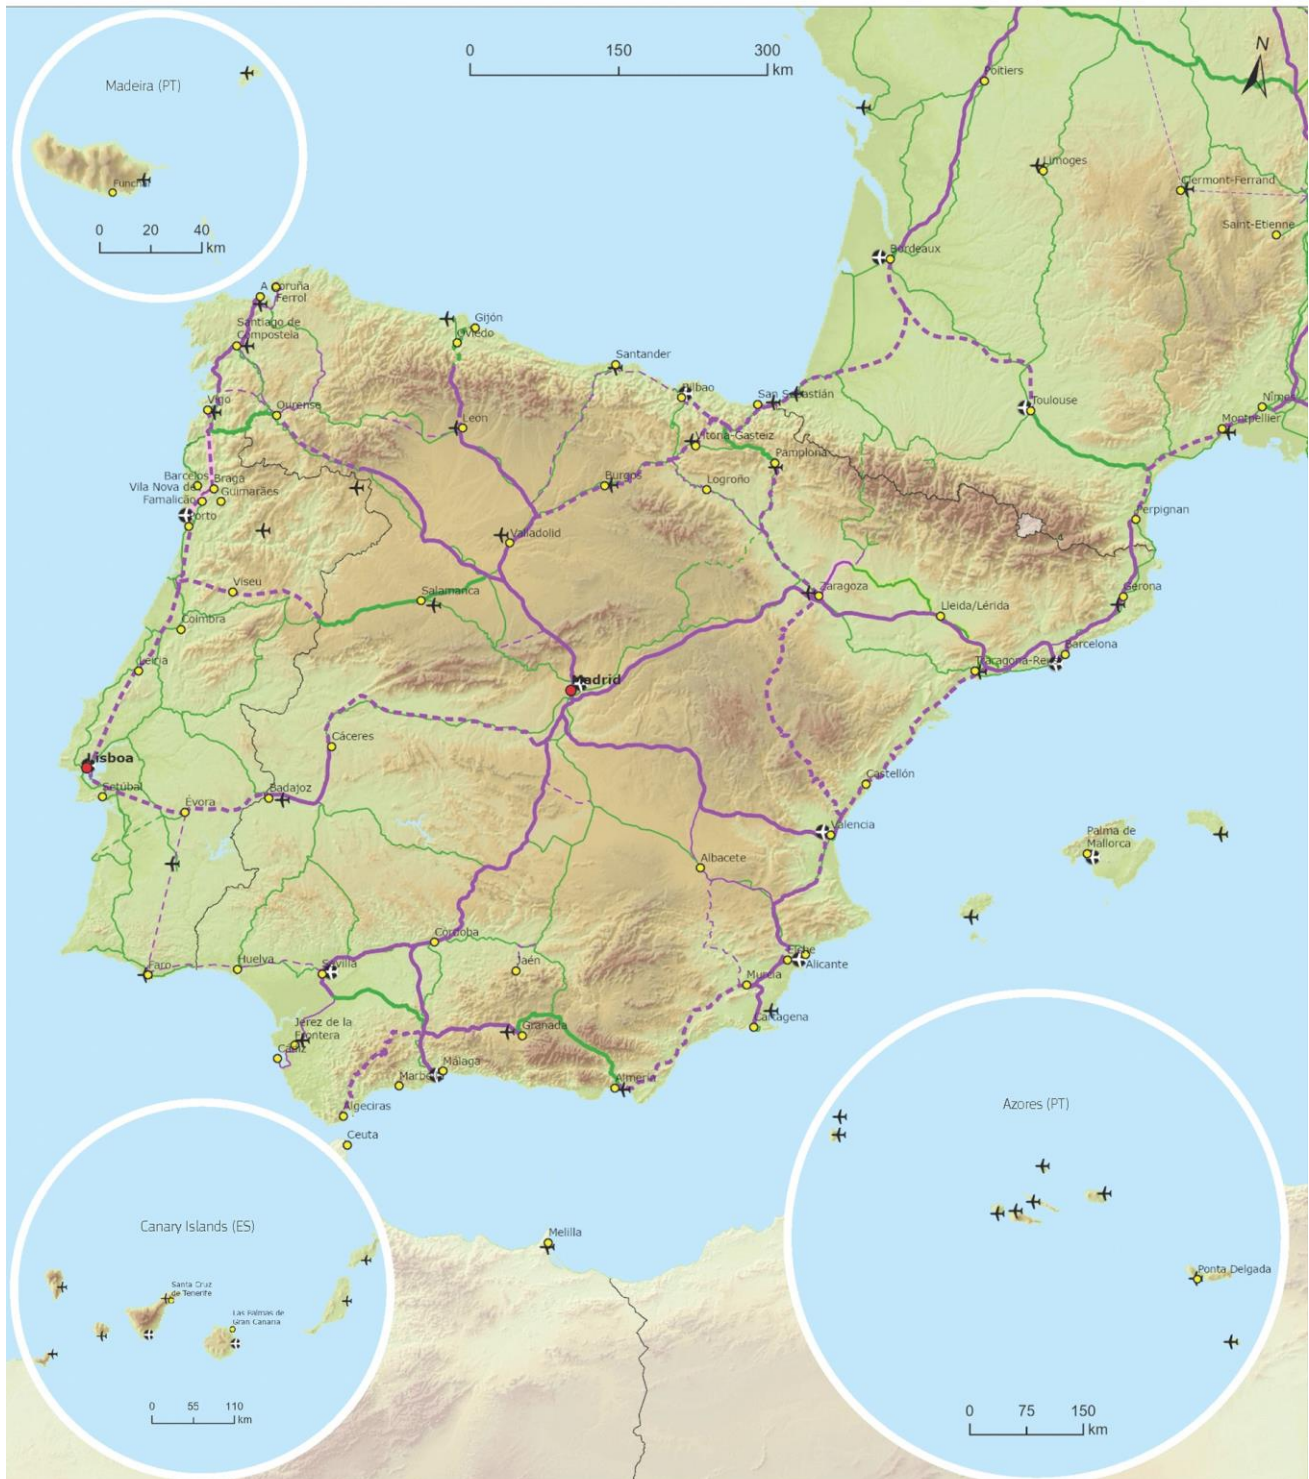 0
150
300
km
N
Madeira (PT)
Funchal
0
20
40
km
Poitiers
Limoges
Clermont-Ferrand
Saint-Etienne
Bordeaux
A Coruña
Ferrol
Santiago de
Compostela
Gijón
Oviedo
Santander
Bilbao
San Sebastián
Toulouse
Nîmes
Montpellier
Vigo
Ourense
León
Vitoria-Gasteiz
Pamplona
Burgos
Logroño
Barcelos
Braga
Vila Nova de
Famalicão
Guimarães
Porto
Perpignan
Valladolid
Viseu
Salamanca
Zaragoza
Gerona
Lleida/Lérida
Coimbra
Barcelona
Leiria
Tarragona-Reus
Madrid
Cáceres
Lisboa
Setúbal
Badajoz
Évora
Castellón
Valencia
Palma de
Mallorca
Albacete
Córdoba
Faro
Huelva
Sevilla
Jaén
Elche
Alicante
Murcia
Jerez de la
Frontera
Granada
Cartagena
Cádiz
Málaga
Marbella
Almería
Algeciras
Ceuta
Melilla
Canary Islands (ES)
Santa Cruz
de Tenerife
Las Palmas de
Gran Canaria
0
55
110
km
Azores (PT)
Ponta Delgada
0
75
150
km